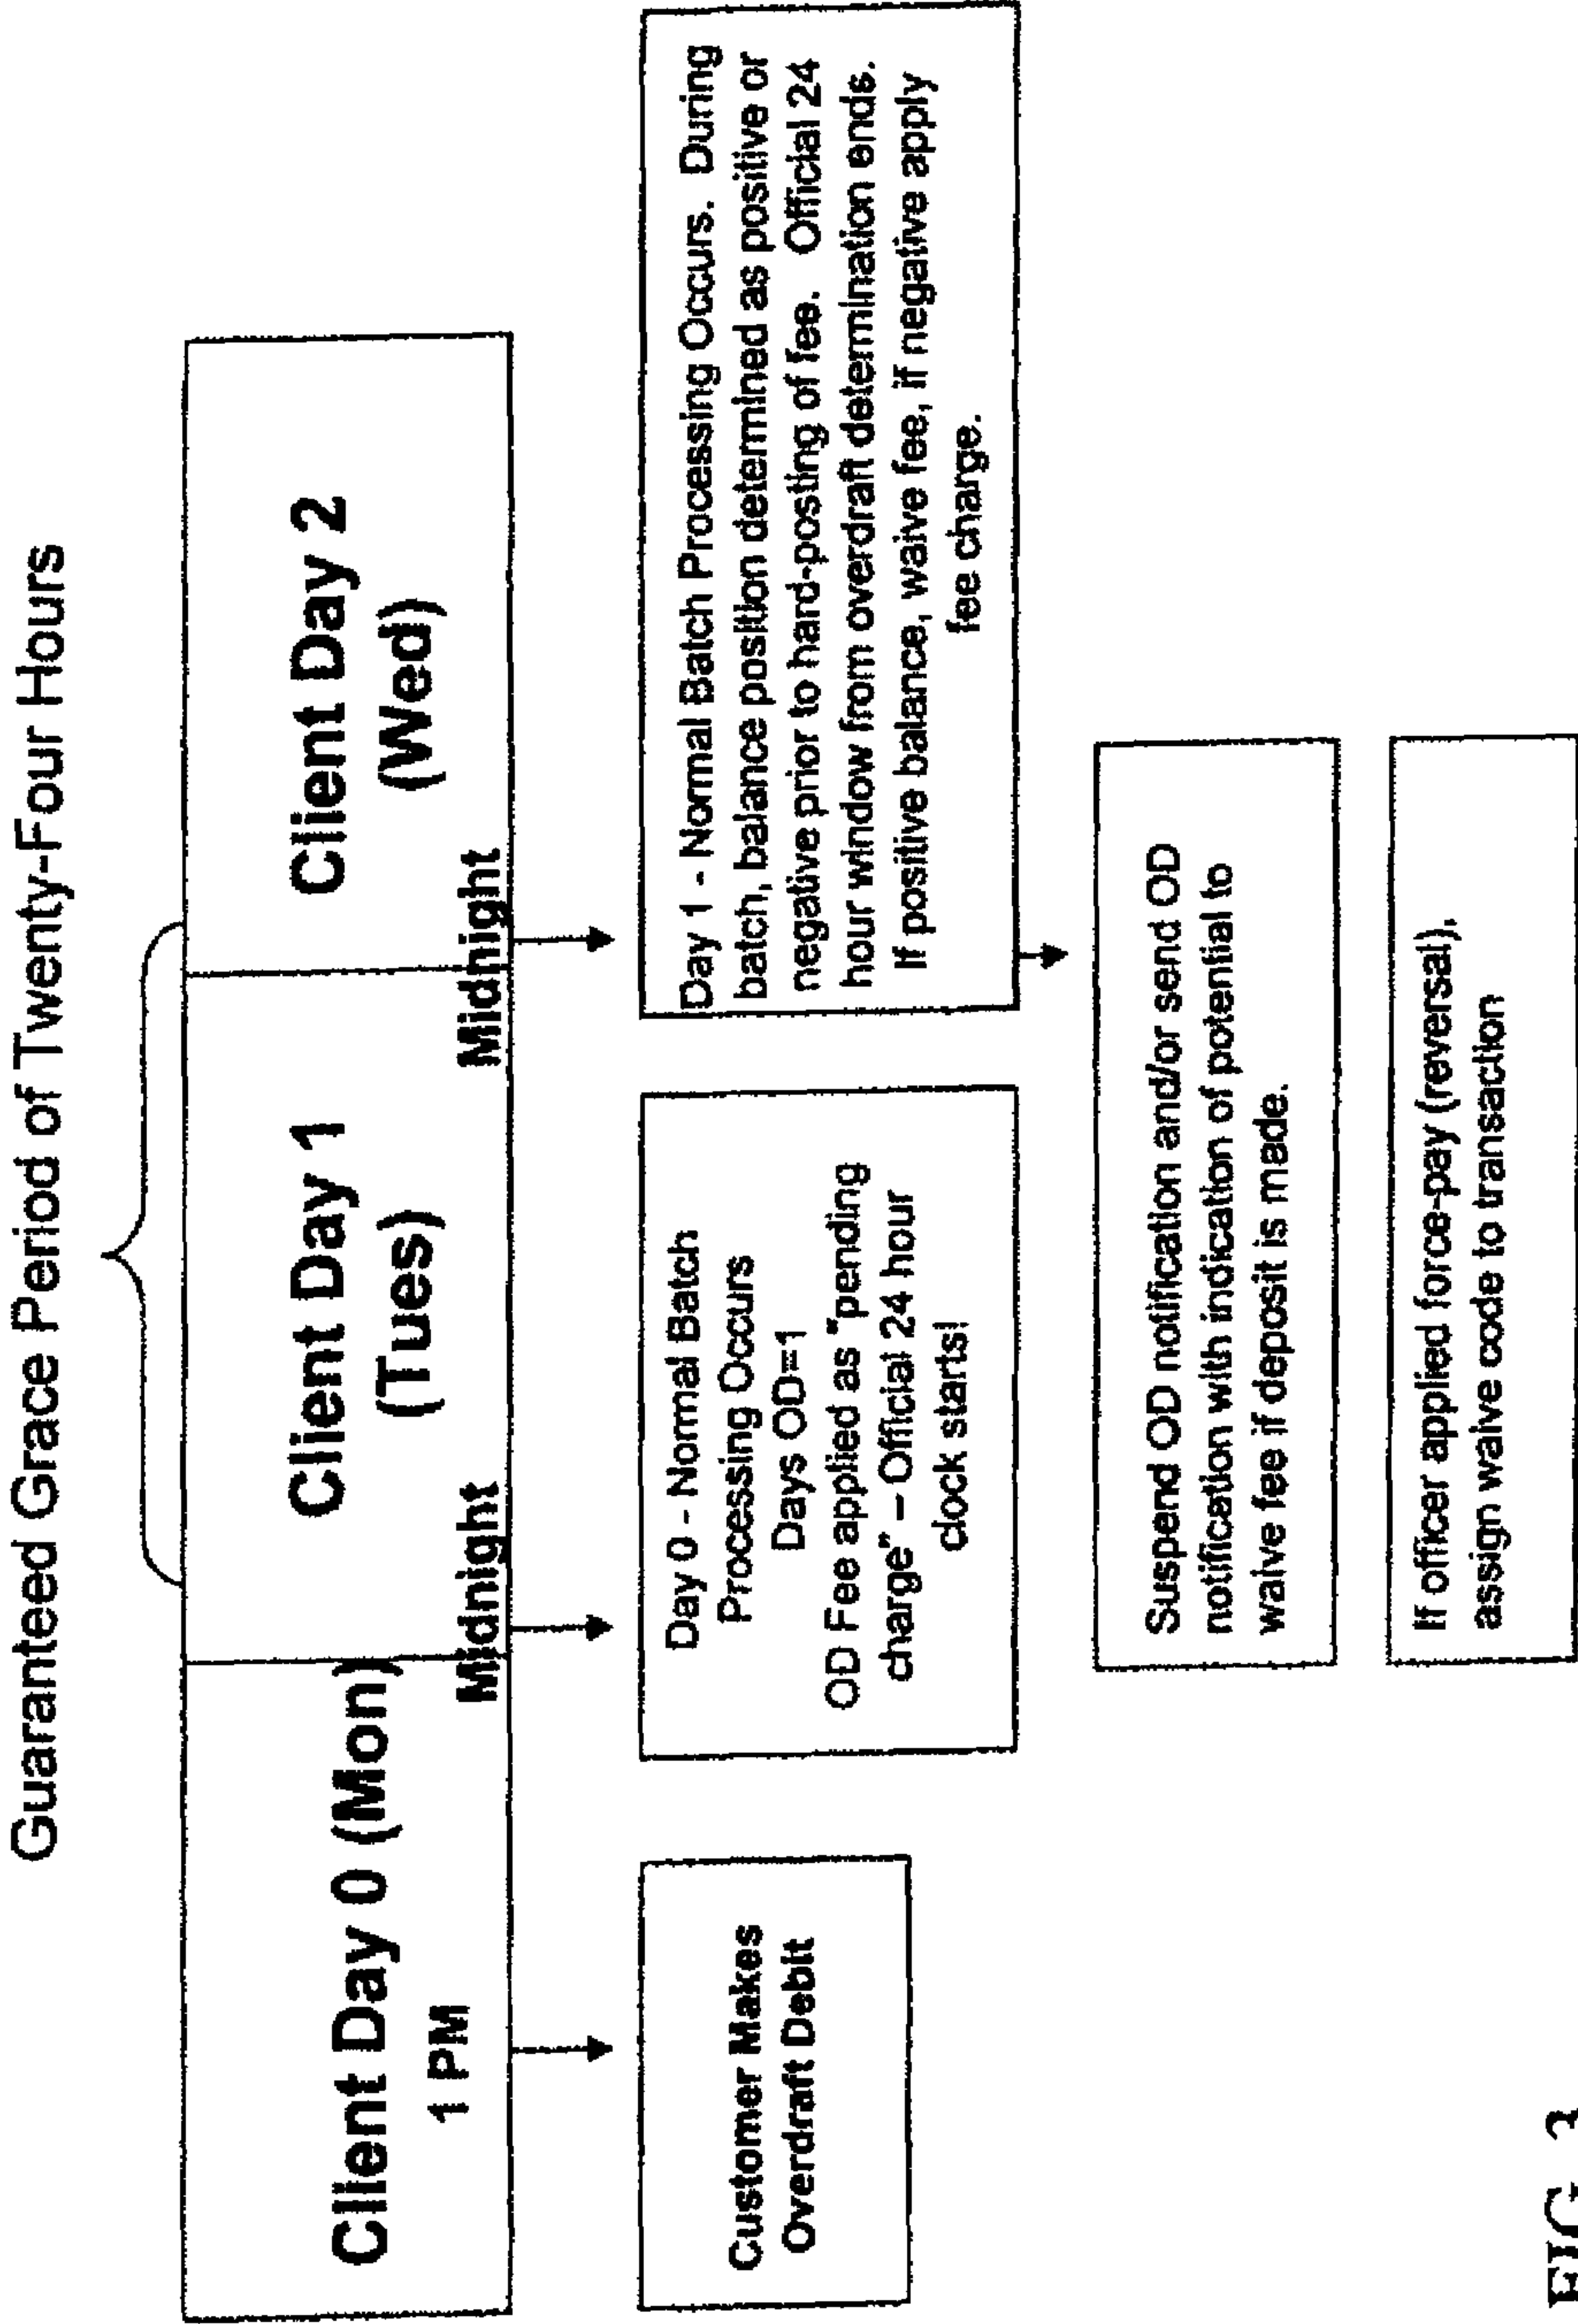 Guaranteed Grace Period of Twenty-Four Hours
Client Day 0 (Mon)
1 PM
Client Day 1
(Tues)
Client Day 2
(Wed)
Midnight
Midnight
Customer Makes
Overdraft Debit
Day 0 - Normal Batch
Processing Occurs
Days OD=1
OD Fee applied as "pending
charge" – Official 24 hour
clock starts!
Day 1 - Normal Batch Processing Occurs. During
batch, balance position determined as positive or
negative prior to hard-posting of fee. Official 24
hour window from overdraft determination ends.
If positive balance, waive fee, if negative apply
fee charge.
Suspend OD notification and/or send OD
notification with indication of potential to
waive fee if deposit is made.
If officer applied force-pay (reversal),
assign waive code to transaction
FIG. 3